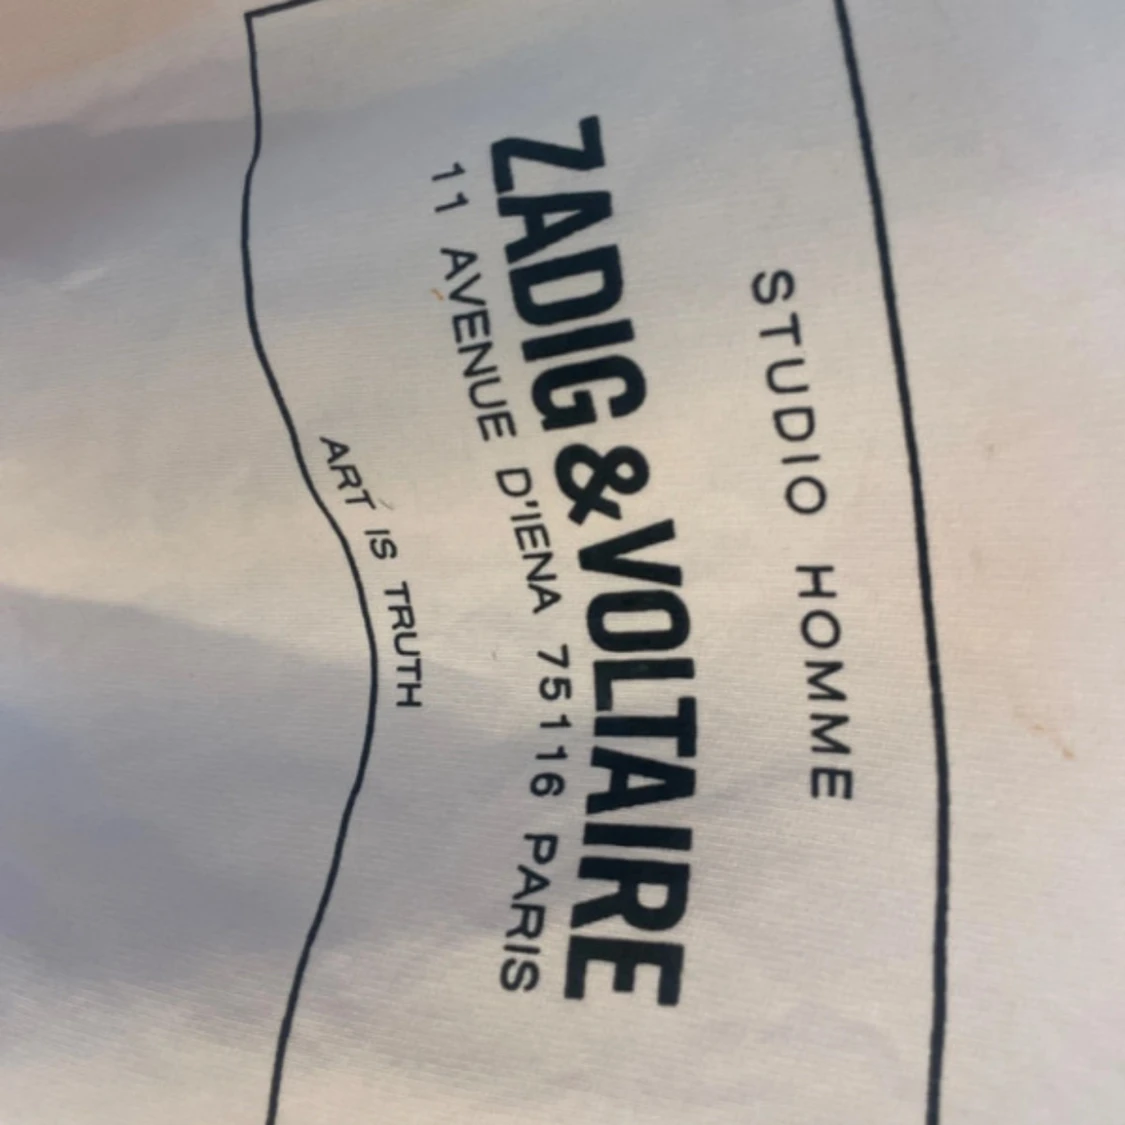 STUDIO HOMME
ZADIG & VOLTAIRE
11 AVENUE D'IENA 75116 PARIS
ART IS TRUTH